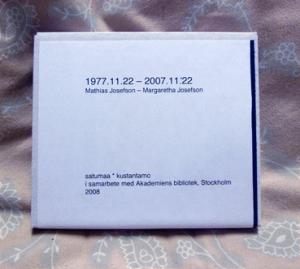 1977.11.22 – 2007.11.22
Mathias Josefson – Margaretha Josefson
satumaa * kustantamo
i samarbete med Akademiens bibliotek, Stockholm
2008